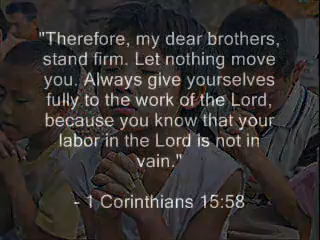 "Therefore, my dear brothers,
stand firm. Let nothing move
you. Always give yourselves
fully to the work of the Lord,
because you know that your
labor in the Lord is not in
vain."
- 1 Corinthians 15:58